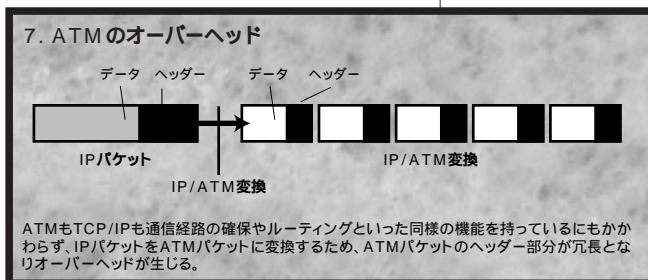 7. ATMのオーバーヘッド
データ ヘッダー データ ヘッダー
IPパケット IP/ATM変換
IP/ATM変換
ATMもTCP/IPも通信経路の確保やルーティングといった同様の機能を持っているにもかか
わらず、IPパケットをATMパケットに変換するため、ATMパケットのヘッダー部分が冗長とな
りオーバーヘッドが生じる。